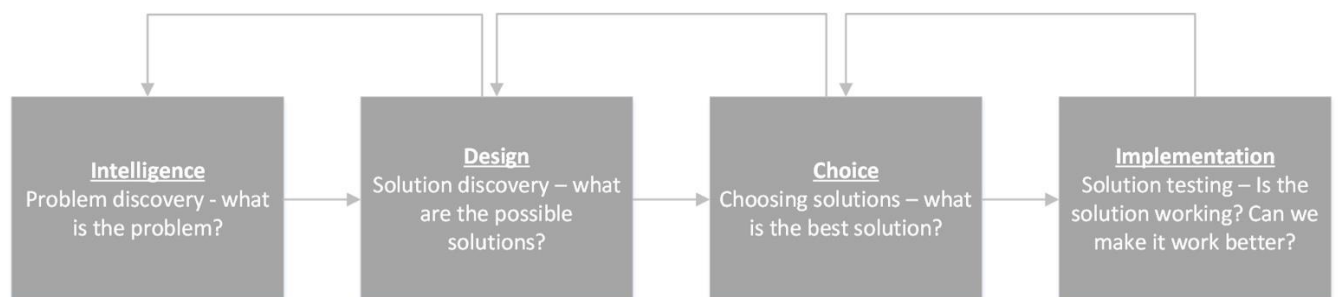 Intelligence
Problem discovery - what
is the problem?
Design
Solution discovery – what
are the possible
solutions?
Choice
Choosing solutions – what
is the best solution?
Implementation
Solution testing – Is the
solution working? Can we
make it work better?